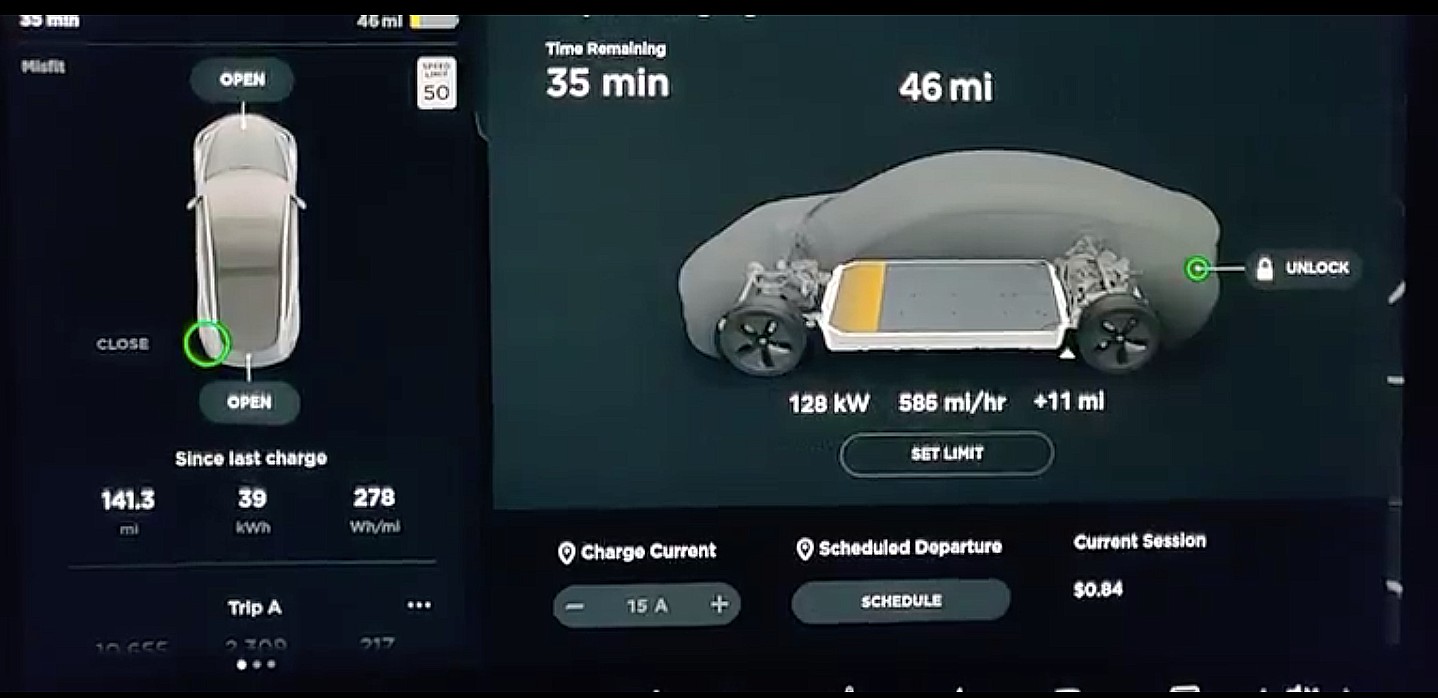 35 min
46 mi
Misfit
OPEN
SPEED
LIMIT
50
CLOSE
OPEN
Since last charge
141.3 39 278
mi kWh Wh/mi
Trip A
10,655 2,309 217
Time Remaining
35 min
46 mi
UNLOCK
128 kW 586 mi/hr +11 mi
SET LIMIT
Charge Current
15 A
Scheduled Departure
SCHEDULE
Current Session
$0.84